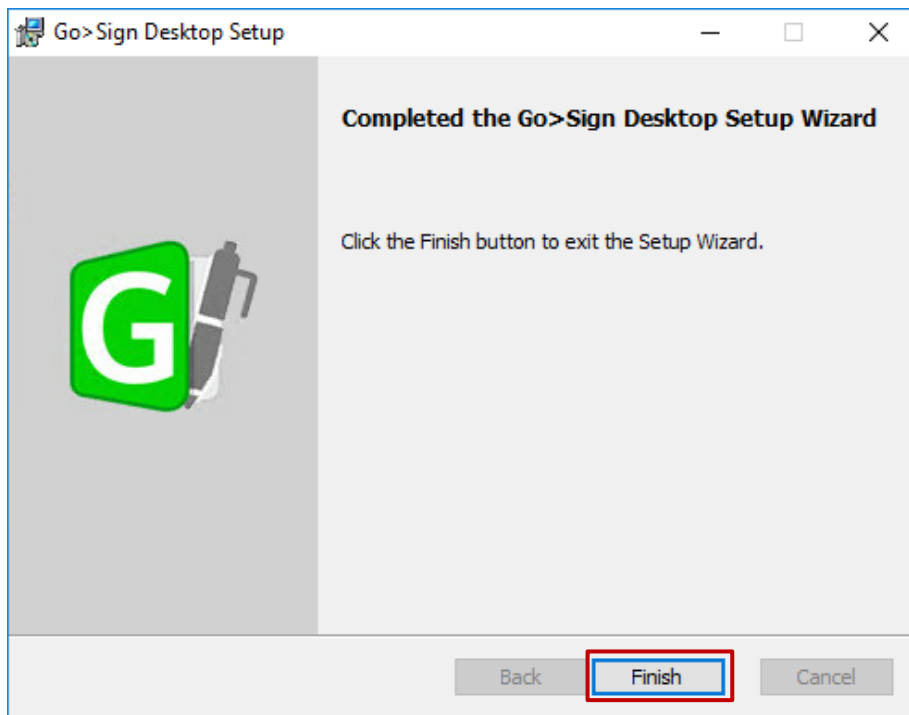 Go>Sign Desktop Setup
Completed the Go>Sign Desktop Setup Wizard
Click the Finish button to exit the Setup Wizard.
G
Back Finish Cancel